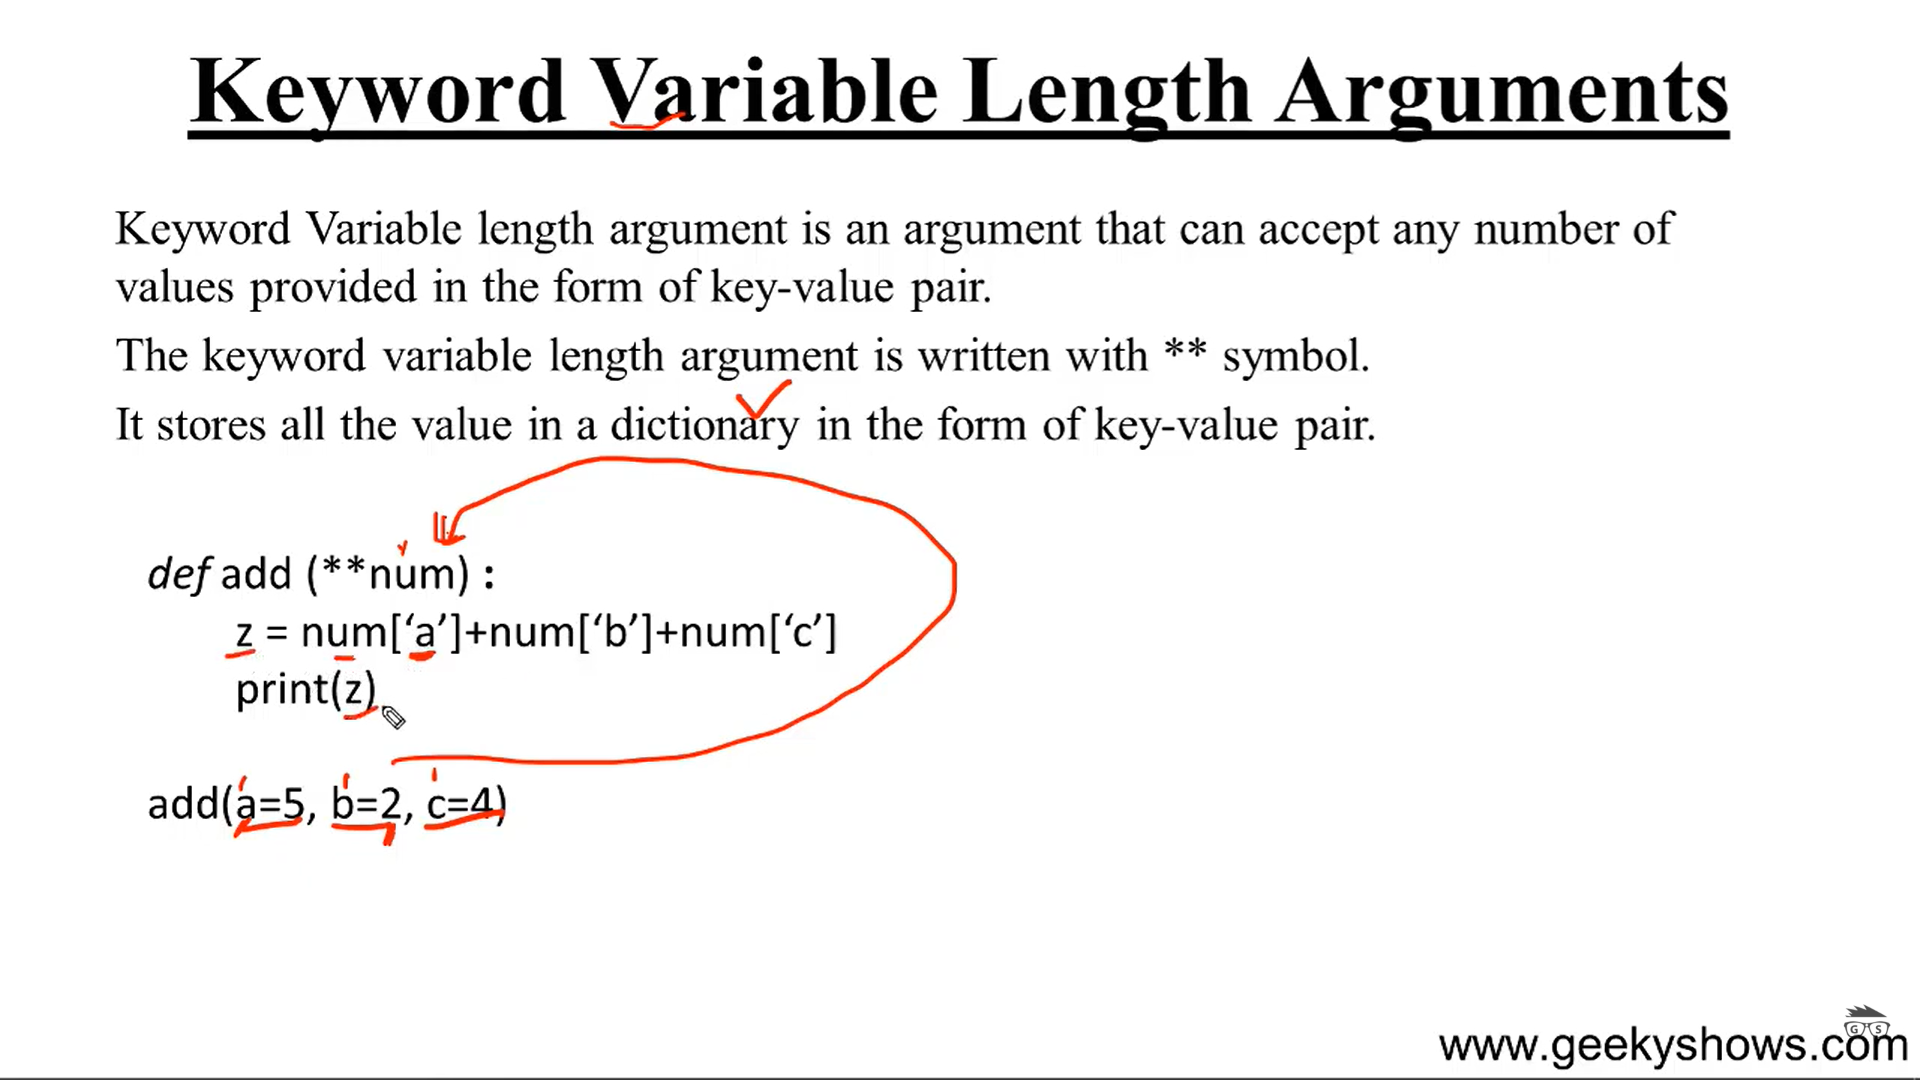 Keyword Variable Length Arguments
Keyword Variable length argument is an argument that can accept any number of
values provided in the form of key-value pair.
The keyword variable length argument is written with ** symbol.
It stores all the value in a dictionary in the form of key-value pair.
def add (**num) :
z = num[‘a’]+num[‘b’]+num[‘c’]
print(z)
add(a=5, b=2, c=4)
G S
www.geekyshows.com